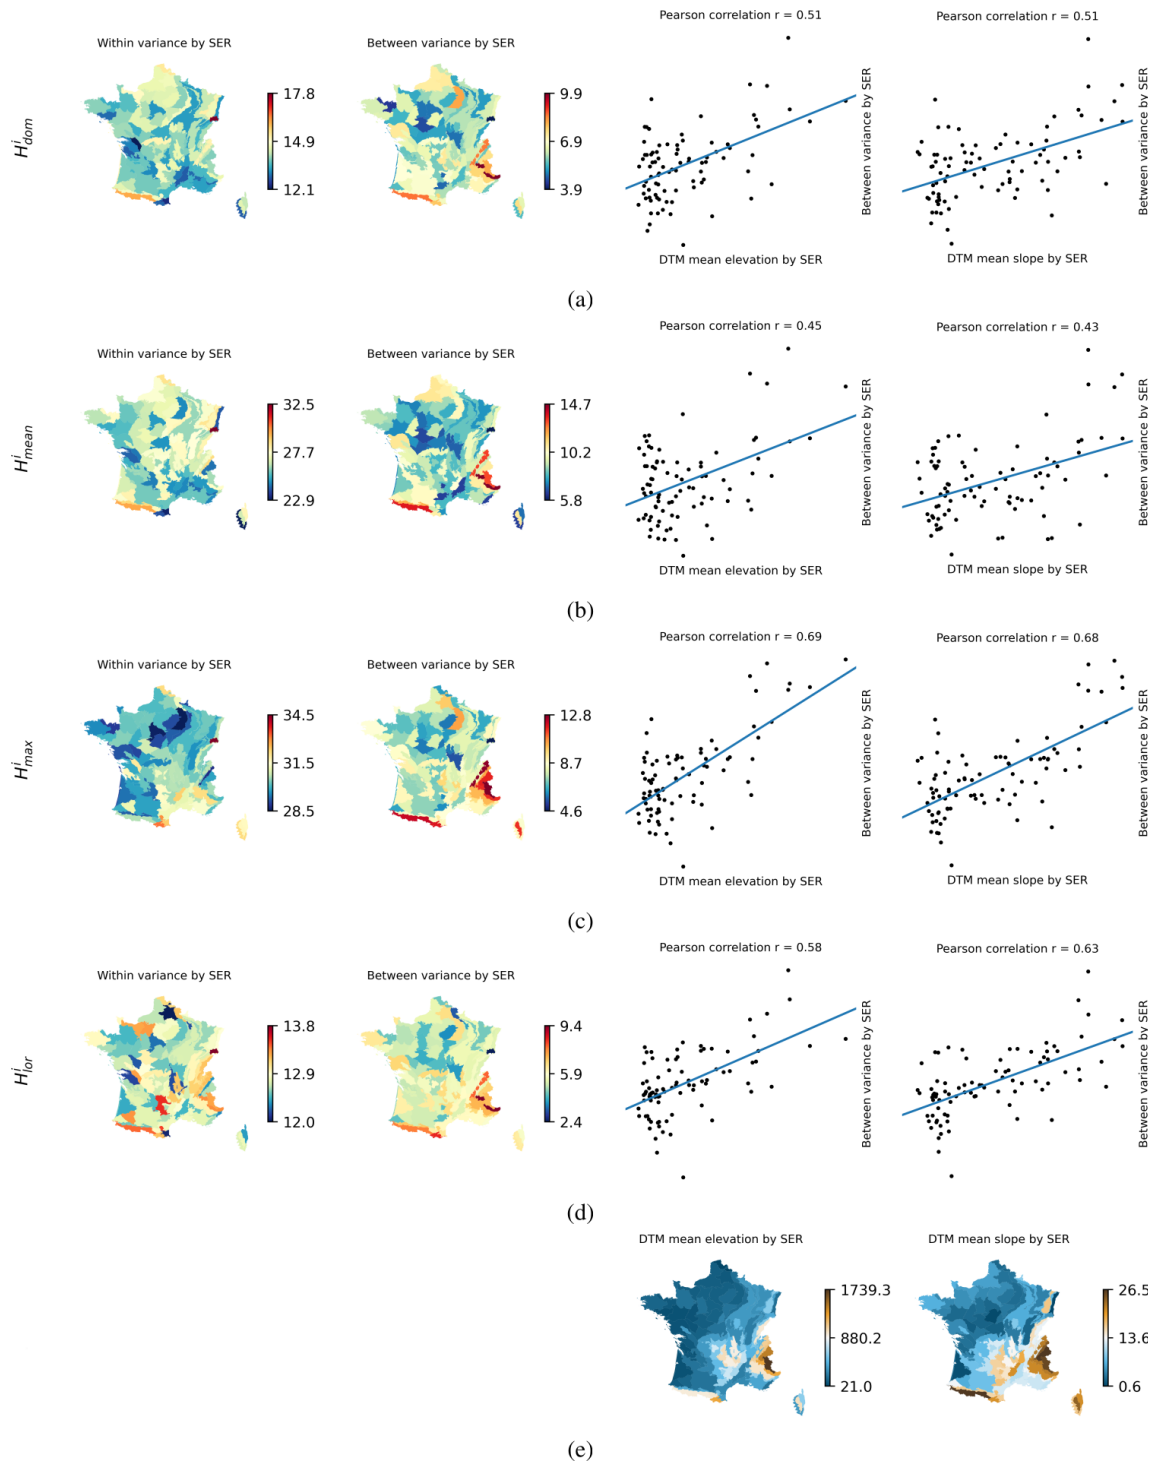 Pearson correlation r = 0.51
Pearson correlation r = 0.51
Within variance by SER
Between variance by SER
H^i_dom
17.8
14.9
12.1
9.9
6.9
3.9
Between variance by SER
Between variance by SER
DTM mean elevation by SER
DTM mean slope by SER
(a)
Pearson correlation r = 0.45
Pearson correlation r = 0.43
Within variance by SER
Between variance by SER
H^i_mean
32.5
27.7
22.9
14.7
10.2
5.8
Between variance by SER
Between variance by SER
DTM mean elevation by SER
DTM mean slope by SER
(b)
Pearson correlation r = 0.69
Pearson correlation r = 0.68
Within variance by SER
Between variance by SER
H^i_max
34.5
31.5
28.5
12.8
8.7
4.6
Between variance by SER
Between variance by SER
DTM mean elevation by SER
DTM mean slope by SER
(c)
Pearson correlation r = 0.58
Pearson correlation r = 0.63
Within variance by SER
Between variance by SER
H^i_lor
13.8
12.9
12.0
9.4
5.9
2.4
Between variance by SER
Between variance by SER
(d)
DTM mean elevation by SER
DTM mean slope by SER
1739.3
880.2
21.0
26.5
13.6
0.6
(e)